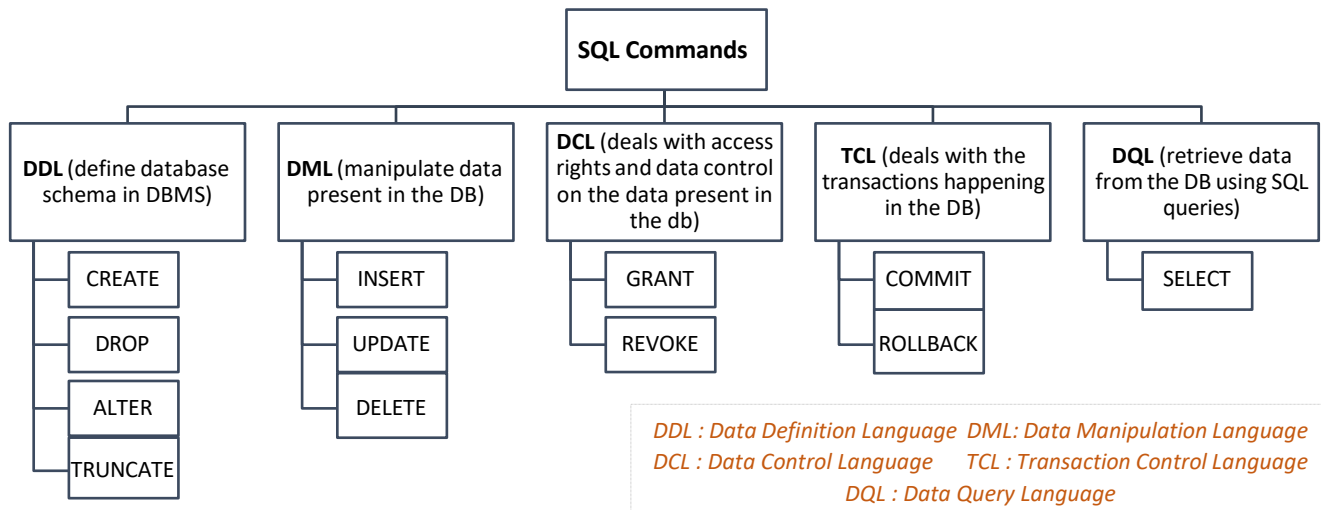 SQL Commands
DDL (define database
schema in DBMS)
CREATE
DROP
ALTER
TRUNCATE
DML (manipulate data
present in the DB)
INSERT
UPDATE
DELETE
DCL (deals with access
rights and data control
on the data present in
the db)
GRANT
REVOKE
TCL (deals with the
transactions happening
in the DB)
COMMIT
ROLLBACK
DQL (retrieve data
from the DB using SQL
queries)
SELECT
DDL : Data Definition Language DML: Data Manipulation Language
DCL : Data Control Language TCL : Transaction Control Language
DQL : Data Query Language